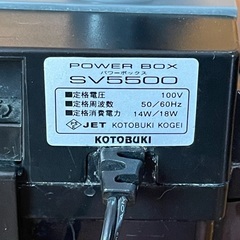 POWER BOX
パワーボックス
SV5500
■定格電圧 100V
■定格周波数 50/60Hz
■定格消費電力 14W/18W
JET KOTOBUKI KOGEI
KOTOBUKI